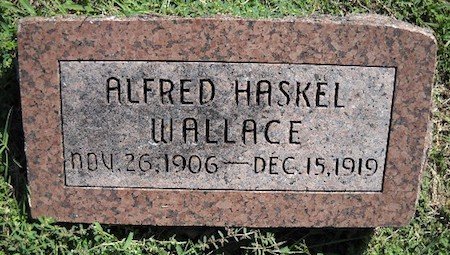 ALFRED HASKEL
WALLACE
NOV. 26, 1906 — DEC. 15, 1919